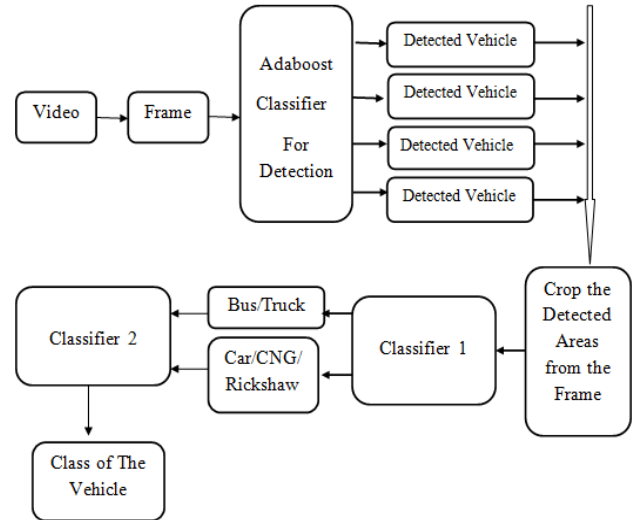 Video
Frame
Adaboost
Classifier
For
Detection
Detected Vehicle
Detected Vehicle
Detected Vehicle
Detected Vehicle
Crop the
Detected
Areas
from the
Frame
Classifier 1
Bus/Truck
Car/CNG/
Rickshaw
Classifier 2
Class of The
Vehicle